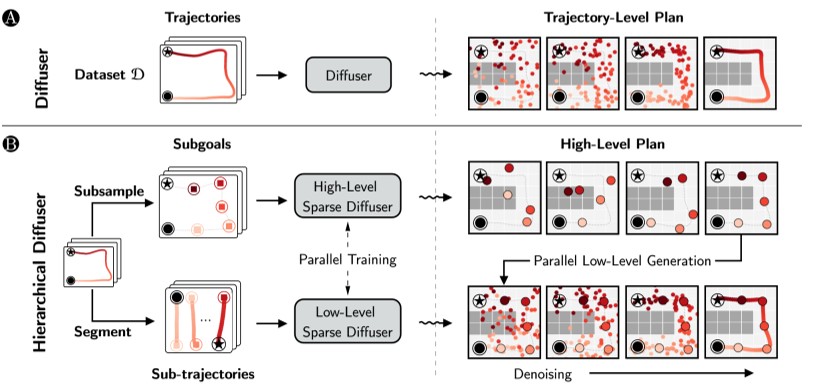 A
Trajectories
Trajectory-Level Plan
Diffuser
Dataset 𝒟
Diffuser
B
Subgoals
High-Level Plan
Hierarchical Diffuser
Subsample
High-Level
Sparse Diffuser
Parallel Training
Parallel Low-Level Generation
Segment
...
Low-Level
Sparse Diffuser
Sub-trajectories
Denoising